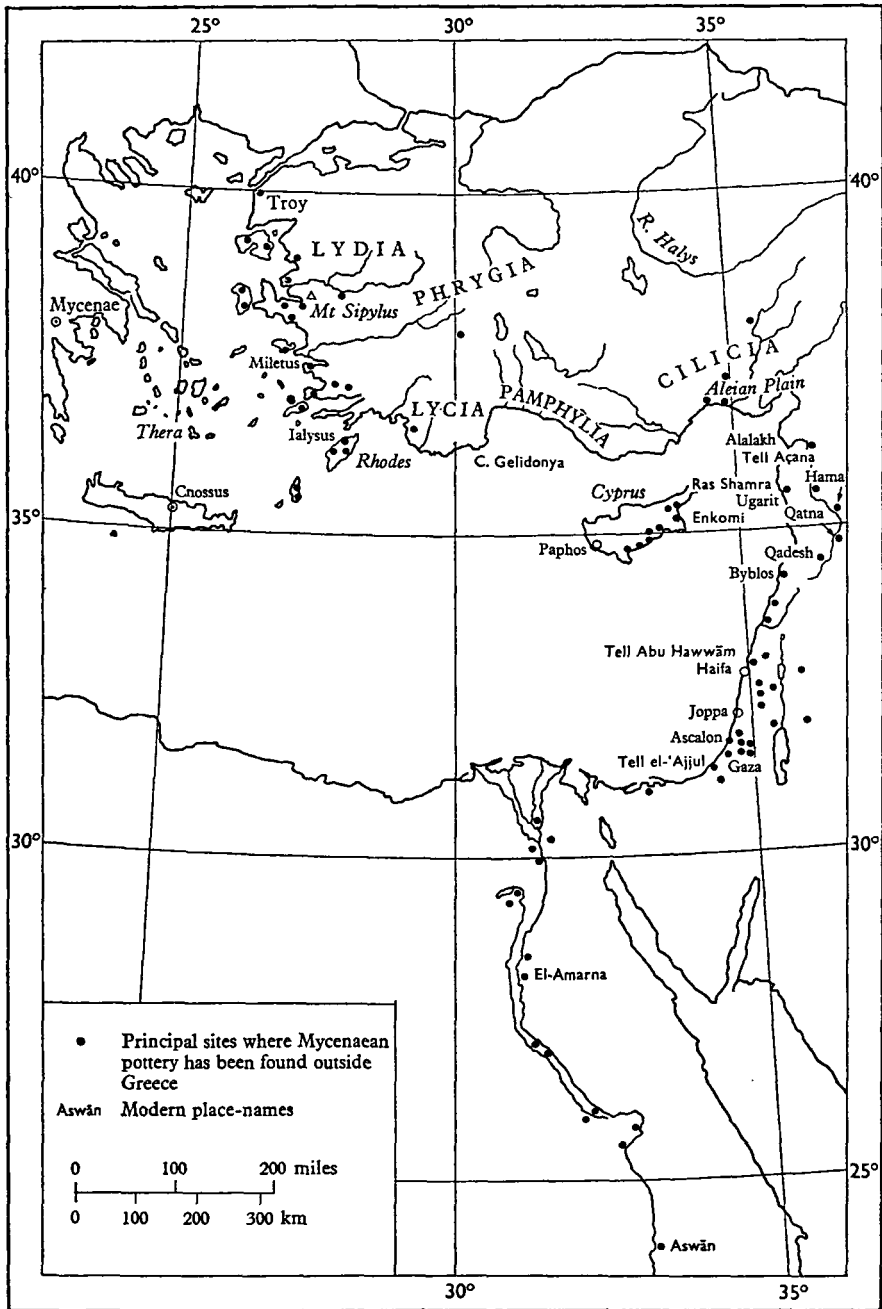 25°
30°
35°
40°
40°
Troy
LYDIA
R. Halys
PHRYGIA
Mycenae
Mt Sipylus
CILICIA
Miletus
Aleian Plain
LYCIA
PAMPHYLIA
Thera
Ialysus
Rhodes
C. Gelidonya
Alalakh
Tell Açana
Hama
Ras Shamra
Ugarit
Cnossus
Cyprus
Qatna
35°
35°
Enkomi
Paphos
Qadesh
Byblos
Tell Abu Hawwām
Haifa
Joppa
Ascalon
Tell el-'Ajjul
Gaza
30°
30°
El-Amarna
Principal sites where Mycenaean
pottery has been found outside
Greece
Aswān Modern place-names
0 100 200 miles
0 100 200 300 km
25°
Aswān
30°
35°